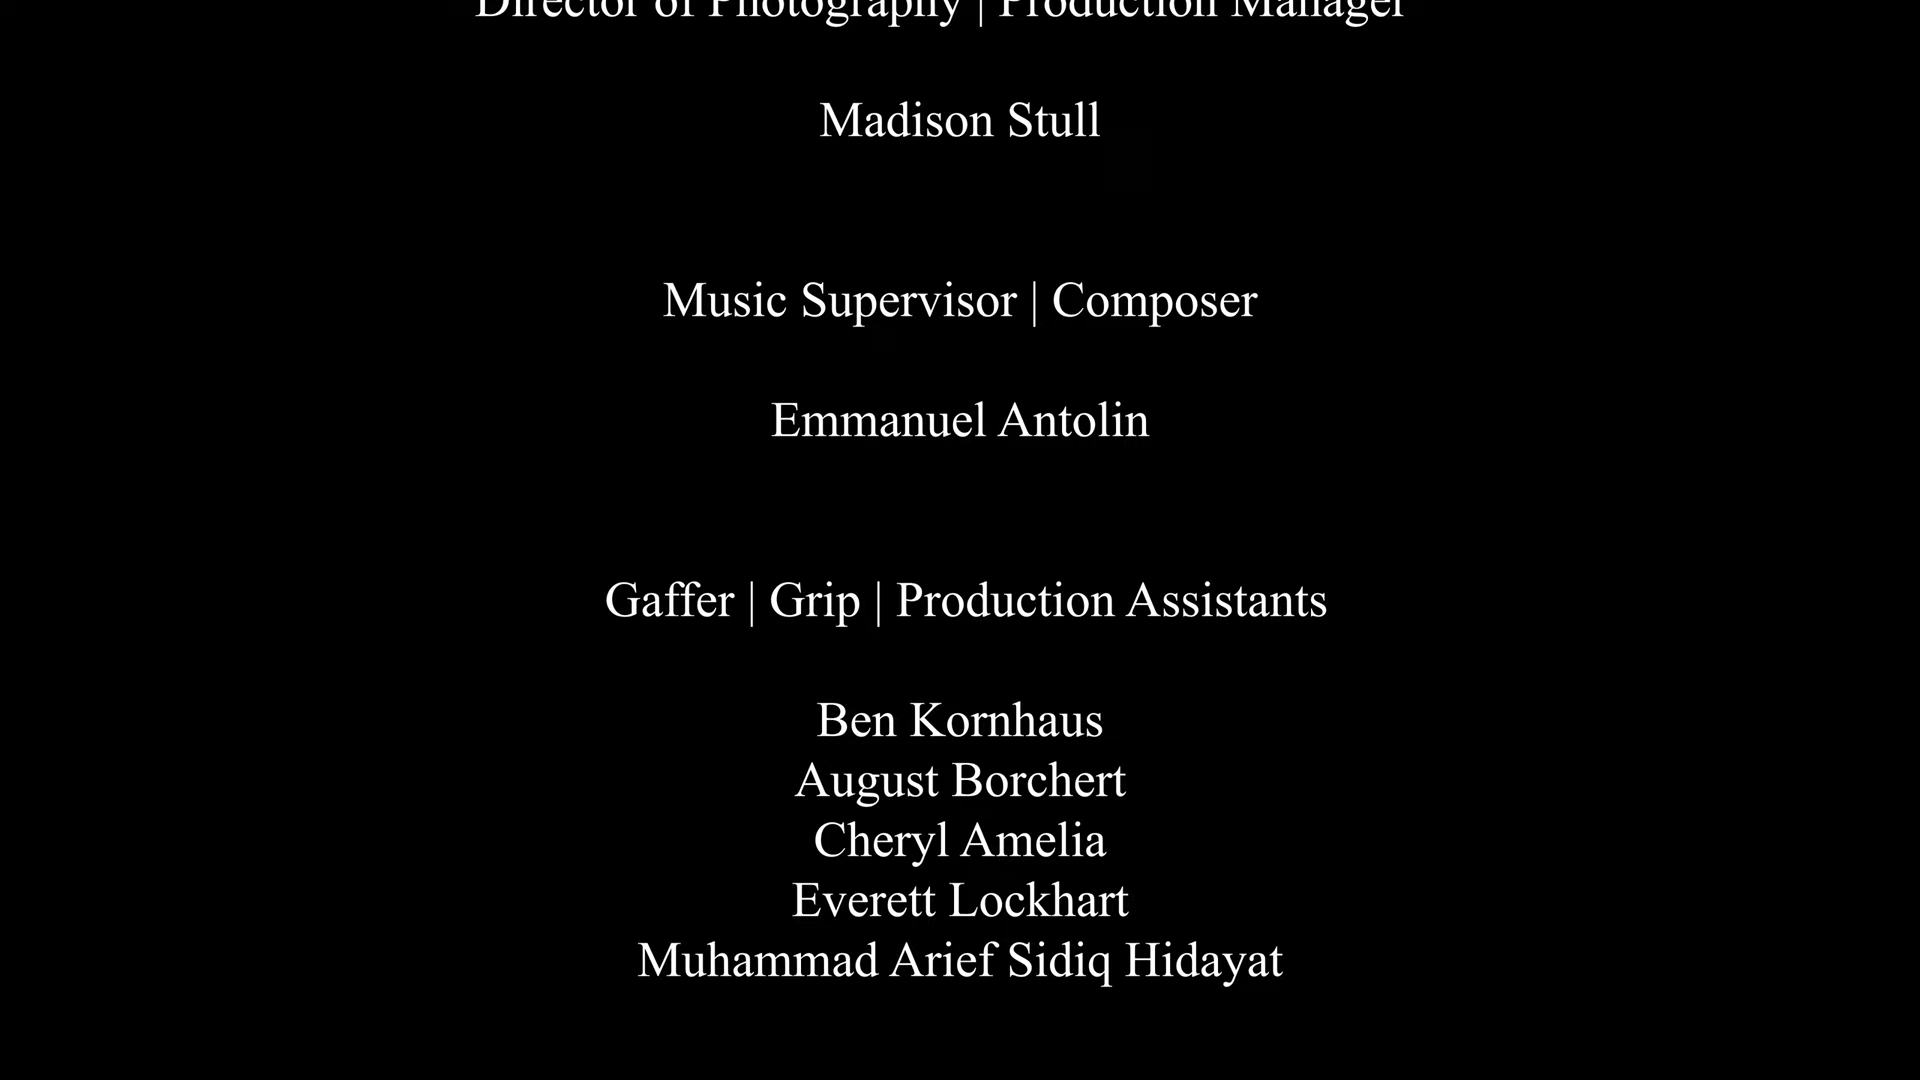 Director of Photography | Production Manager
Madison Stull
Music Supervisor | Composer
Emmanuel Antolin
Gaffer | Grip | Production Assistants
Ben Kornhaus
August Borchert
Cheryl Amelia
Everett Lockhart
Muhammad Arief Sidiq Hidayat